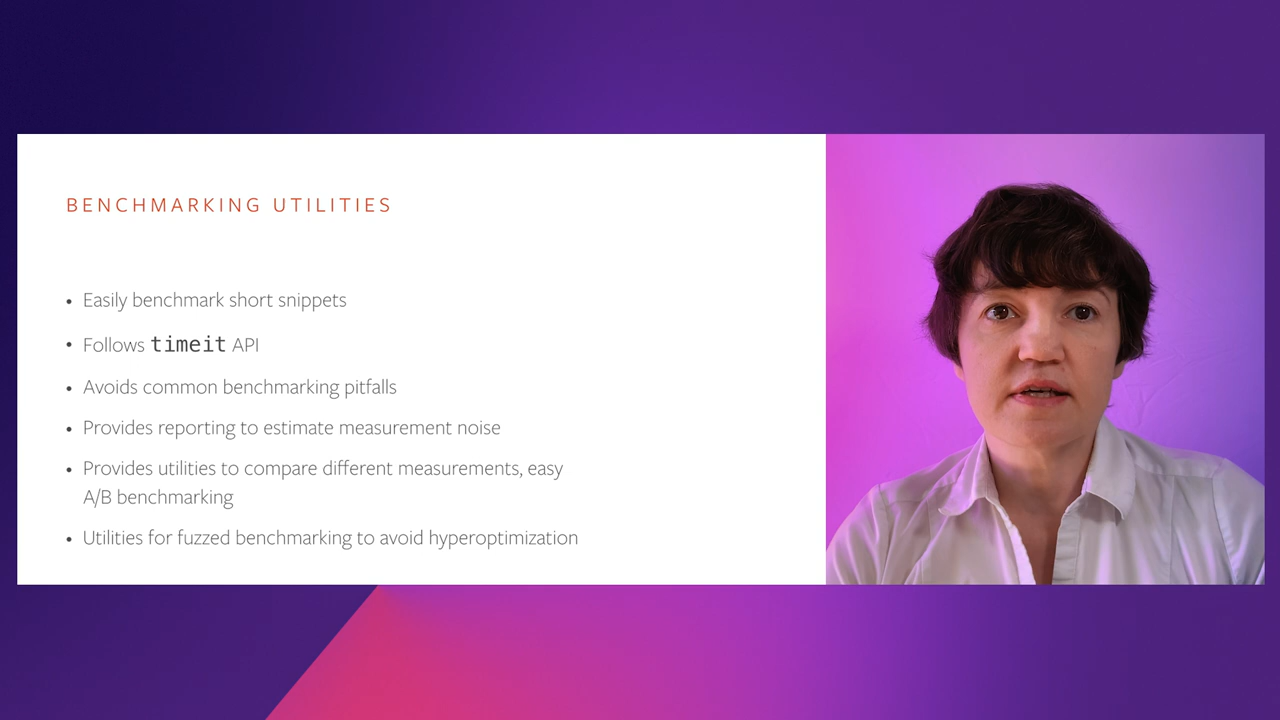 BENCHMARKING UTILITIES
• Easily benchmark short snippets
• Follows timeit API
• Avoids common benchmarking pitfalls
• Provides reporting to estimate measurement noise
• Provides utilities to compare different measurements, easy
A/B benchmarking
• Utilities for fuzzed benchmarking to avoid hyperoptimization